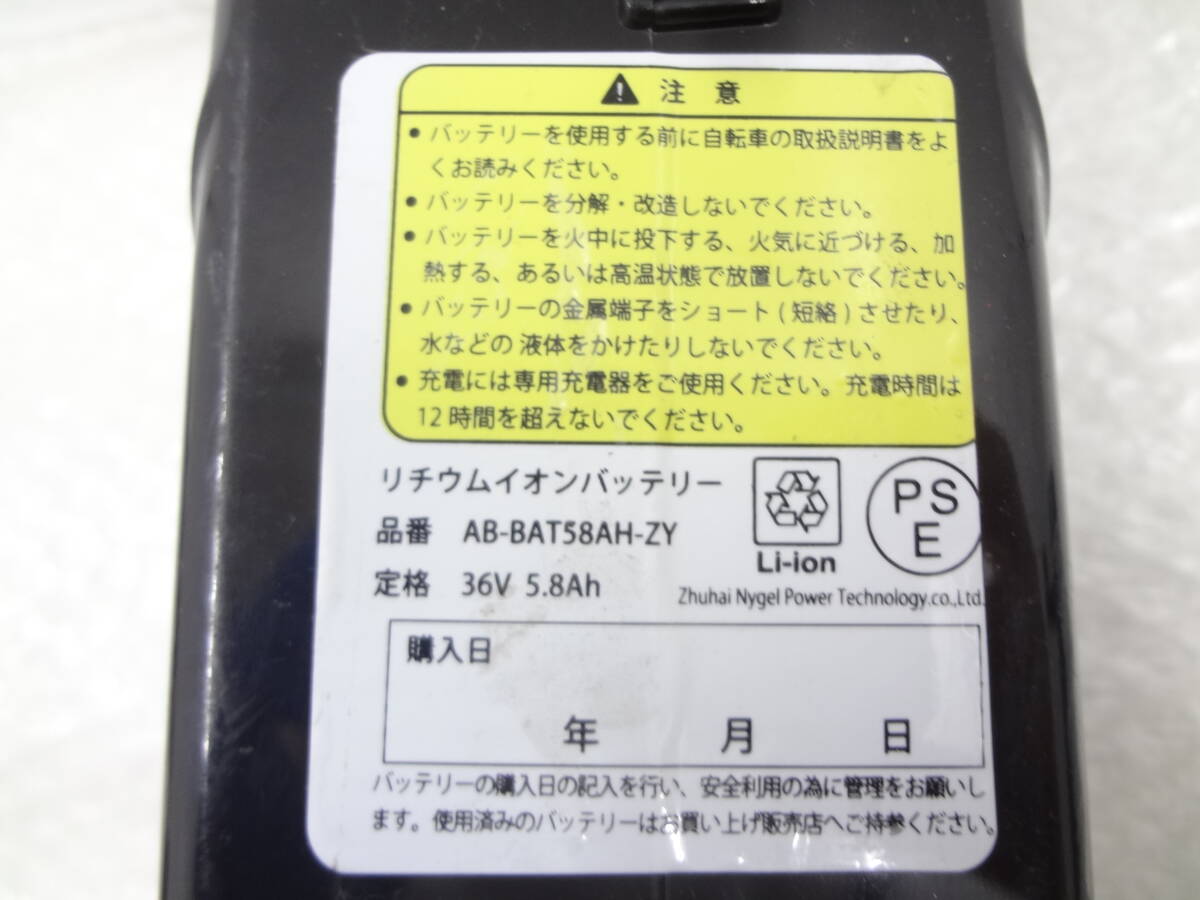 注 意
• バッテリーを使用する前に自転車の取扱説明書をよ
くお読みください。
• バッテリーを分解・改造しないでください。
• バッテリーを火中に投下する、火気に近づける、加
熱する、あるいは高温状態で放置しないでください。
• バッテリーの金属端子をショート (短絡) させたり、
水などの 液体をかけたりしないでください。
• 充電には専用充電器をご使用ください。充電時間は
12 時間を超えないでください。
リチウムイオンバッテリー
品番 AB-BAT58AH-ZY
定格 36V 5.8Ah
Li-ion
PS
E
Zhuhai Nygel Power Technology.co.,Ltd.
購入日
年 月 日
バッテリーの購入日の記入を行い、安全利用の為に管理をお願いし
ます。使用済みのバッテリーはお買い上げ販売店へご持参ください。